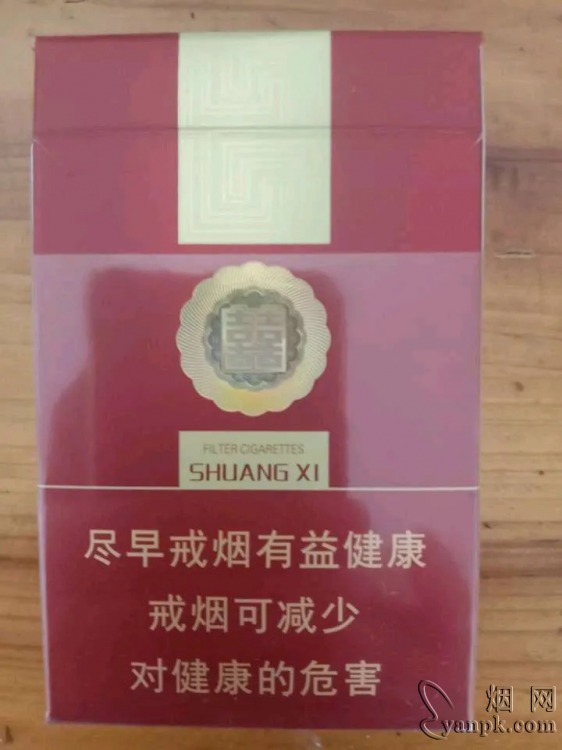 囍
FILTER CIGARETTES
SHUANG XI
尽早戒烟有益健康
戒烟可减少
对健康的危害
烟网
yanpk.com